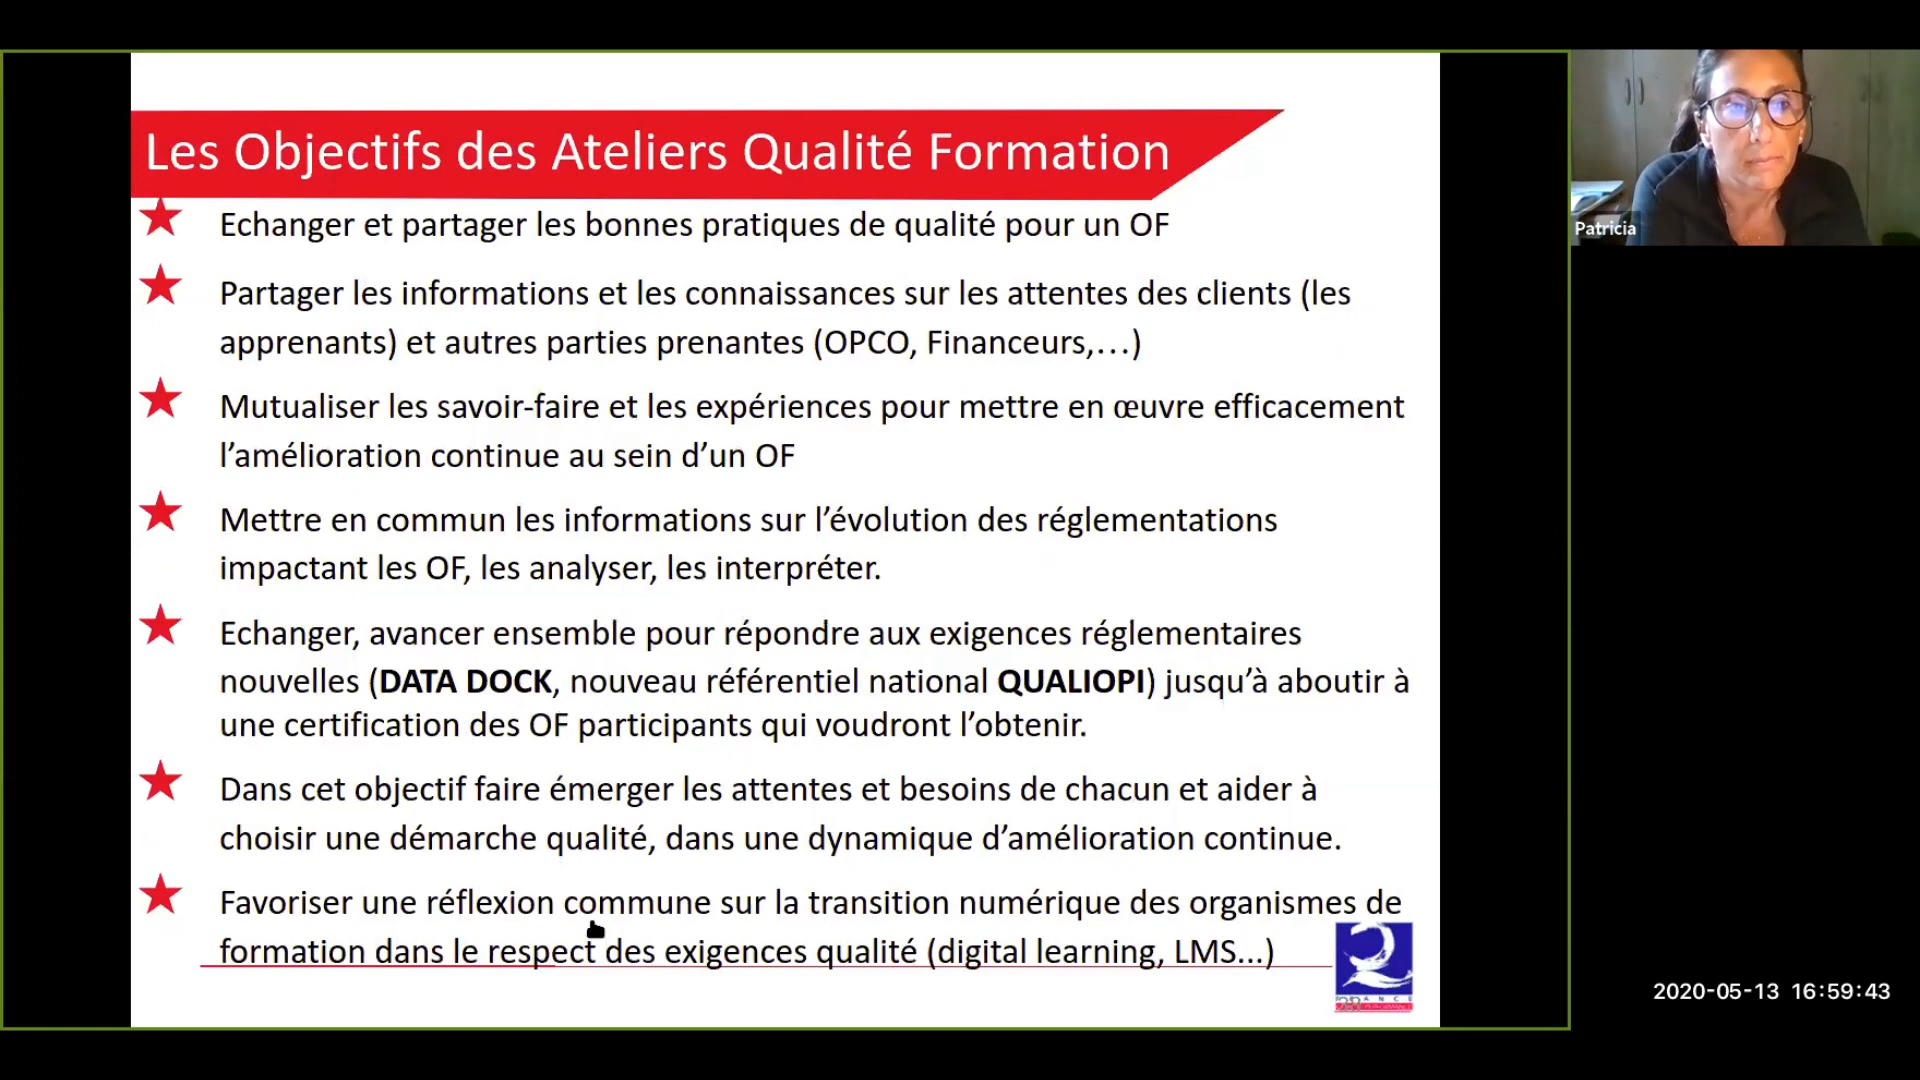 Les Objectifs des Ateliers Qualité Formation
Echanger et partager les bonnes pratiques de qualité pour un OF
Partager les informations et les connaissances sur les attentes des clients (les
apprenants) et autres parties prenantes (OPCO, Financeurs,…)
Mutualiser les savoir-faire et les expériences pour mettre en œuvre efficacement
l’amélioration continue au sein d’un OF
Mettre en commun les informations sur l’évolution des réglementations
impactant les OF, les analyser, les interpréter.
Echanger, avancer ensemble pour répondre aux exigences réglementaires
nouvelles (DATA DOCK, nouveau référentiel national QUALIOPI) jusqu’à aboutir à
une certification des OF participants qui voudront l’obtenir.
Dans cet objectif faire émerger les attentes et besoins de chacun et aider à
choisir une démarche qualité, dans une dynamique d’amélioration continue.
Favoriser une réflexion commune sur la transition numérique des organismes de
formation dans le respect des exigences qualité (digital learning, LMS...)
Patricia
2020-05-13 16:59:43